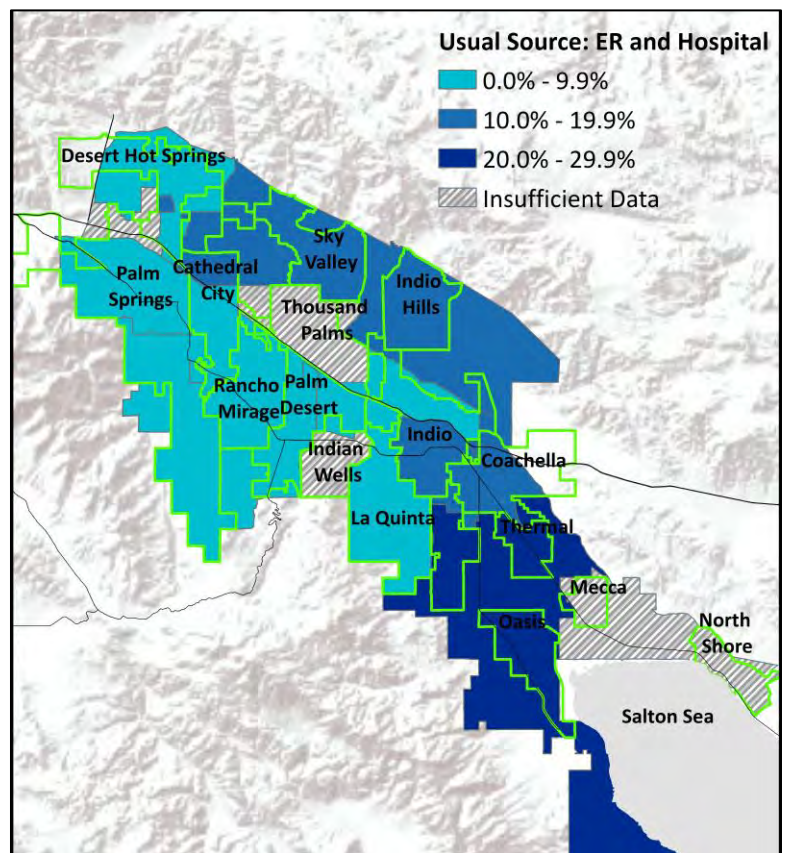 Usual Source: ER and Hospital
0.0% - 9.9%
10.0% - 19.9%
20.0% - 29.9%
Insufficient Data
Desert Hot Springs
Sky
Valley
Palm
Springs
Cathedral
City
Indio
Hills
Thousand
Palms
Rancho
Mirage
Palm
Desert
Indian
Wells
Indio
Coachella
La Quinta
Thermal
Mecca
Oasis
North
Shore
Salton Sea